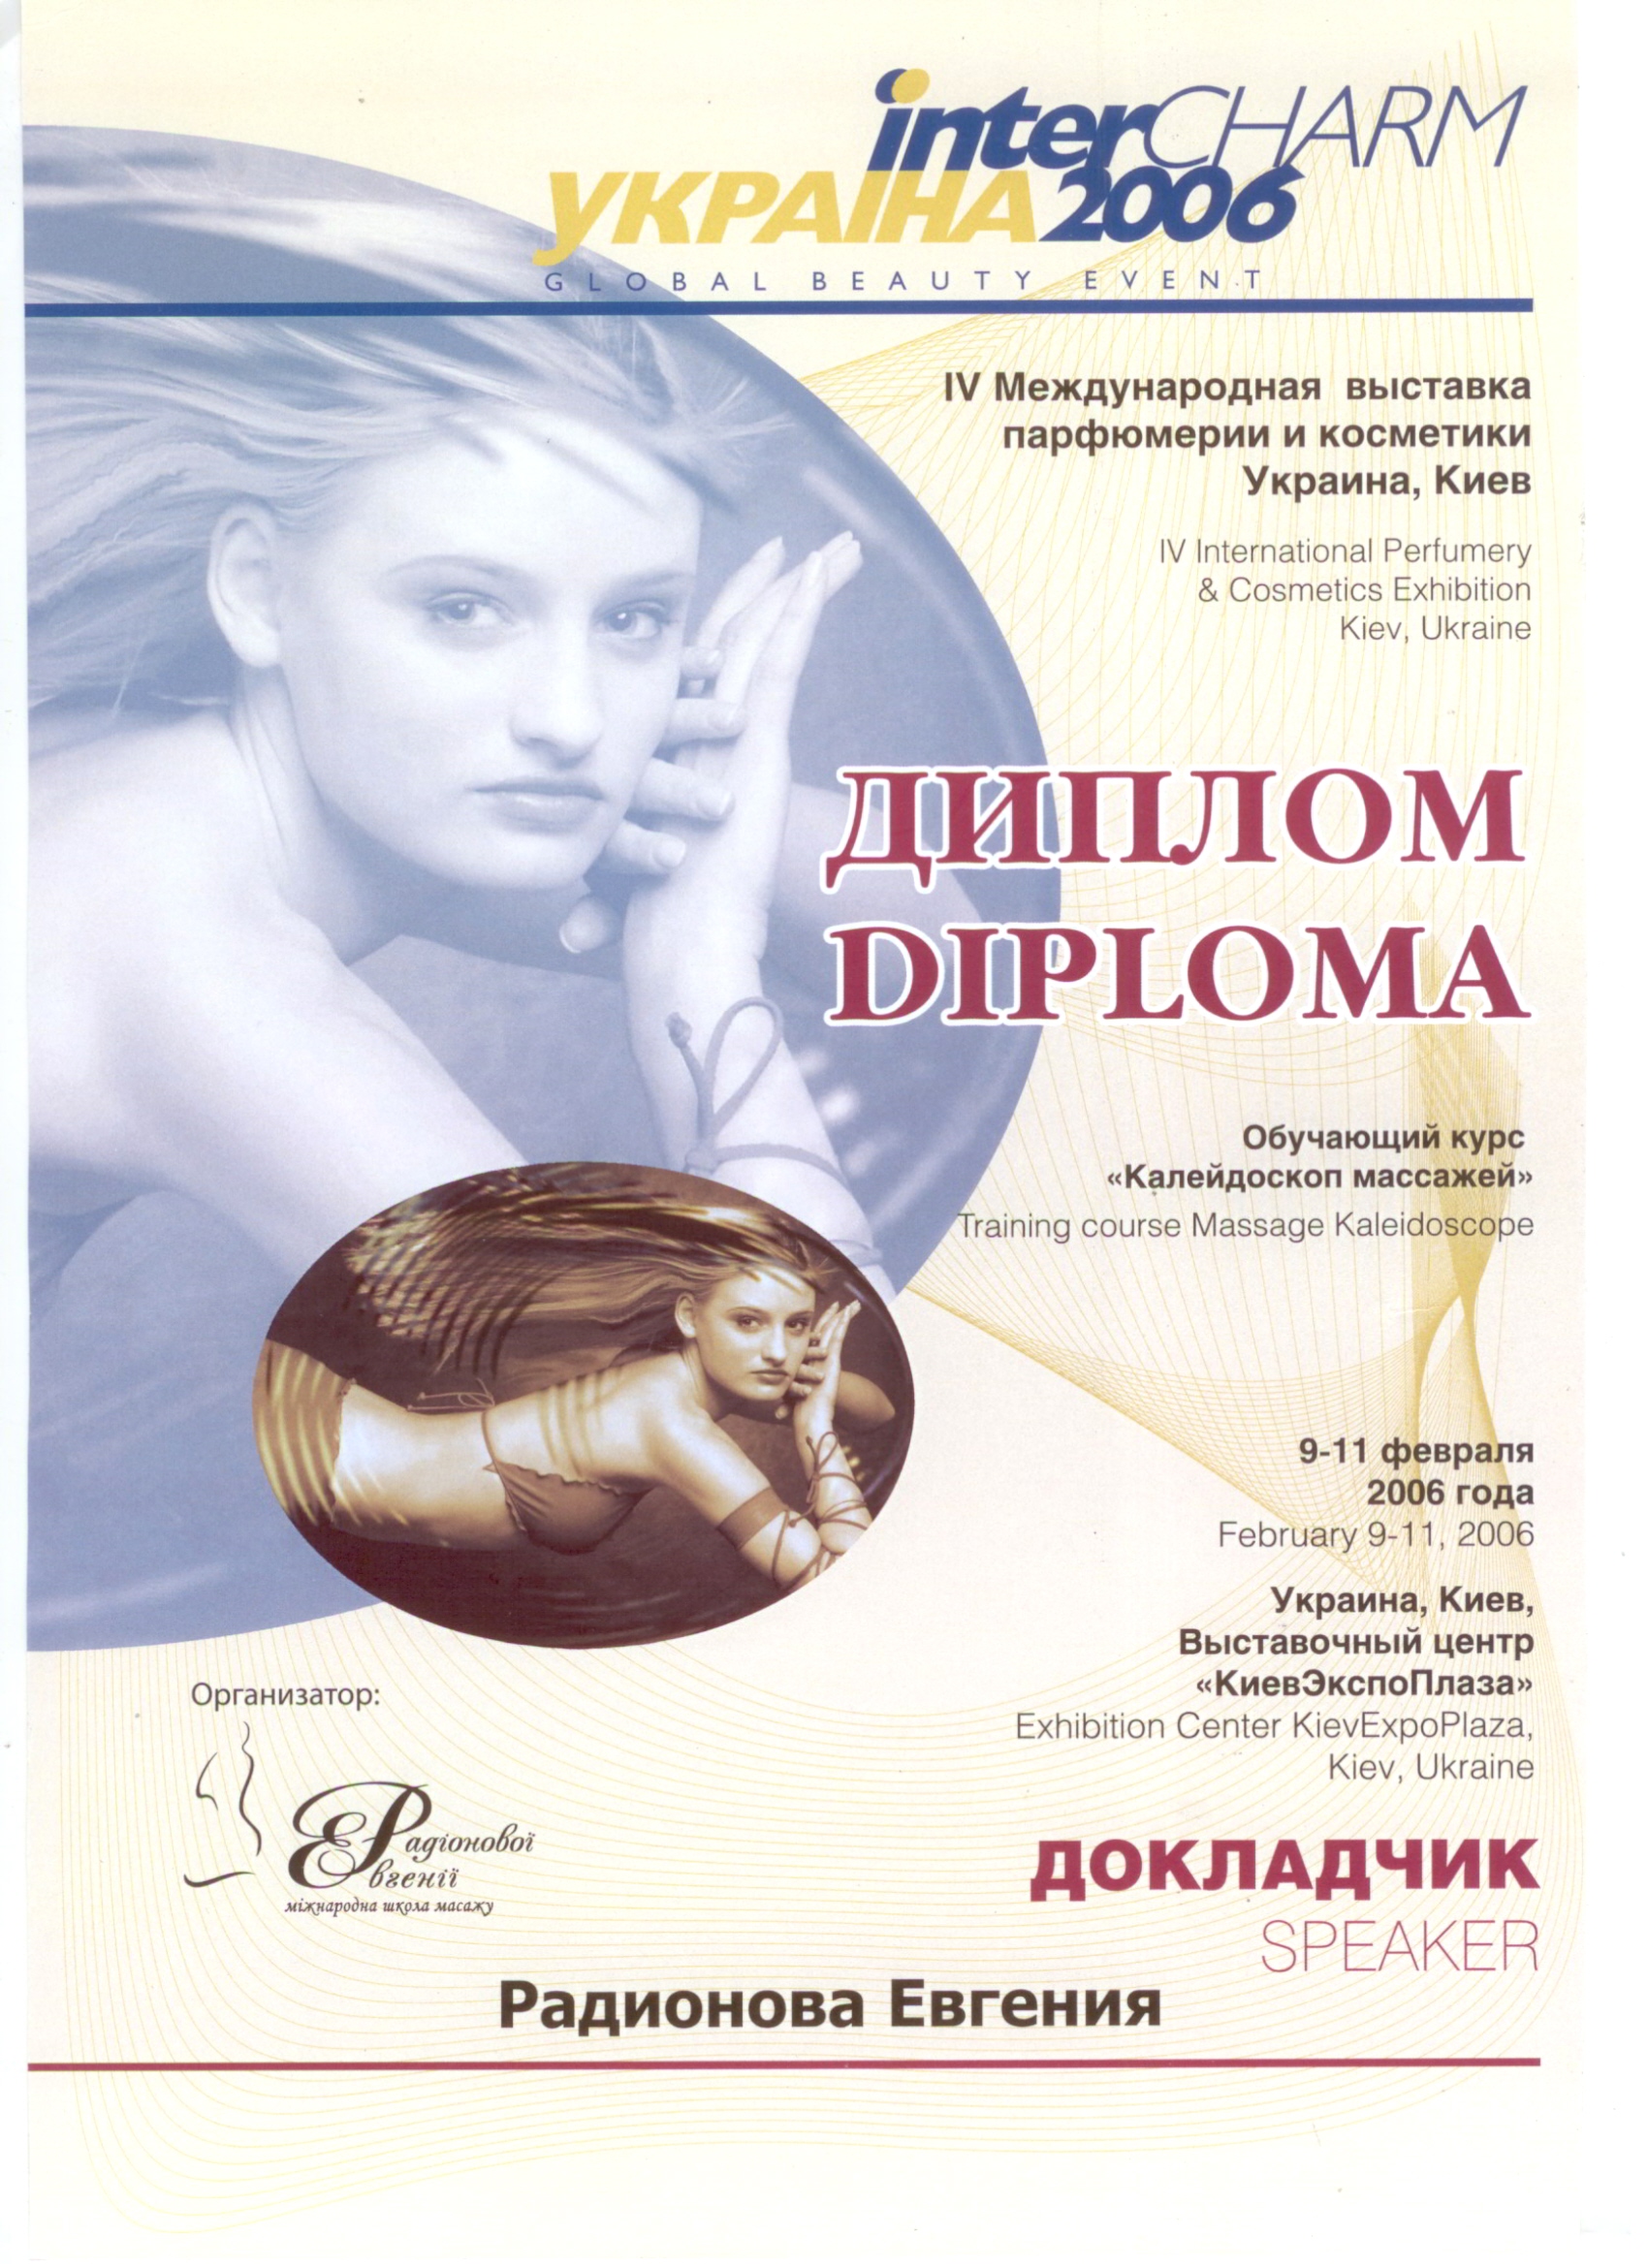 interCHARM
УКРАЇНА 2006
GLOBAL BEAUTY EVENT
IV Международная выставка
парфюмерии и косметики
Украина, Киев
IV International Perfumery
& Cosmetics Exhibition
Kiev, Ukraine
ДИПЛОМ
DIPLOMA
Обучающий курс
«Калейдоскоп массажей»
Training course Massage Kaleidoscope
9-11 февраля
2006 года
February 9-11, 2006
Украина, Киев,
Выставочный центр
«КиевЭкспоПлаза»
Exhibition Center KievExpoPlaza,
Kiev, Ukraine
Организатор:
Радіонової
Євгенії
міжнародна школа масажу
ДОКЛАДЧИК
SPEAKER
Радионова Евгения